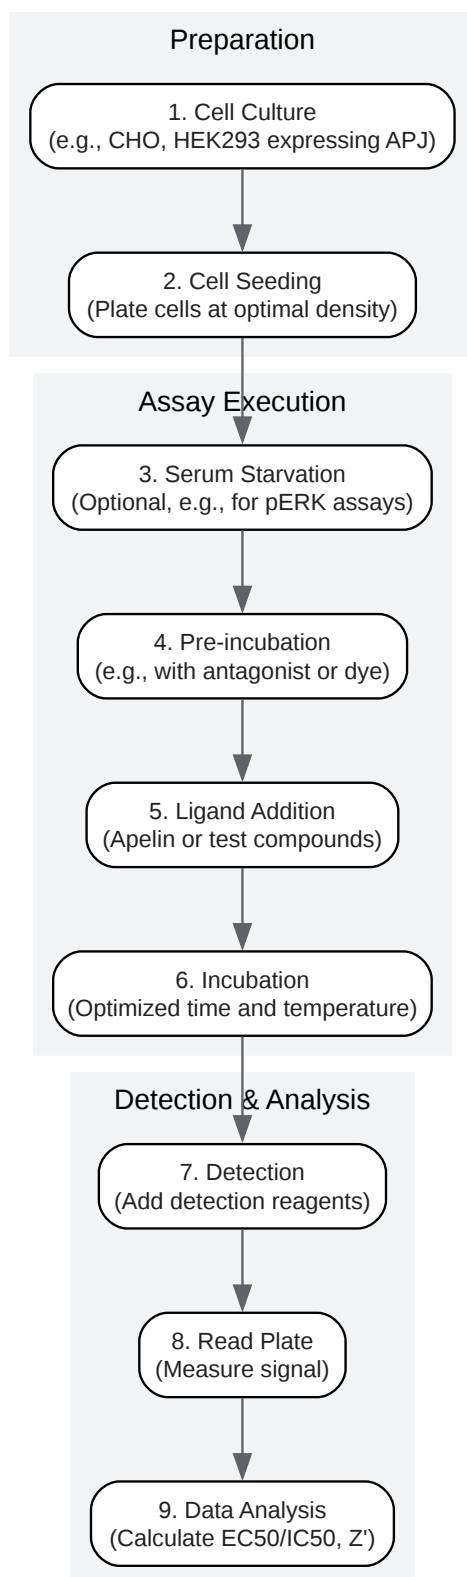 Preparation
1. Cell Culture
(e.g., CHO, HEK293 expressing APJ)
2. Cell Seeding
(Plate cells at optimal density)
Assay Execution
3. Serum Starvation
(Optional, e.g., for pERK assays)
4. Pre-incubation
(e.g., with antagonist or dye)
5. Ligand Addition
(Apelin or test compounds)
6. Incubation
(Optimized time and temperature)
Detection & Analysis
7. Detection
(Add detection reagents)
8. Read Plate
(Measure signal)
9. Data Analysis
(Calculate EC50/IC50, Z')